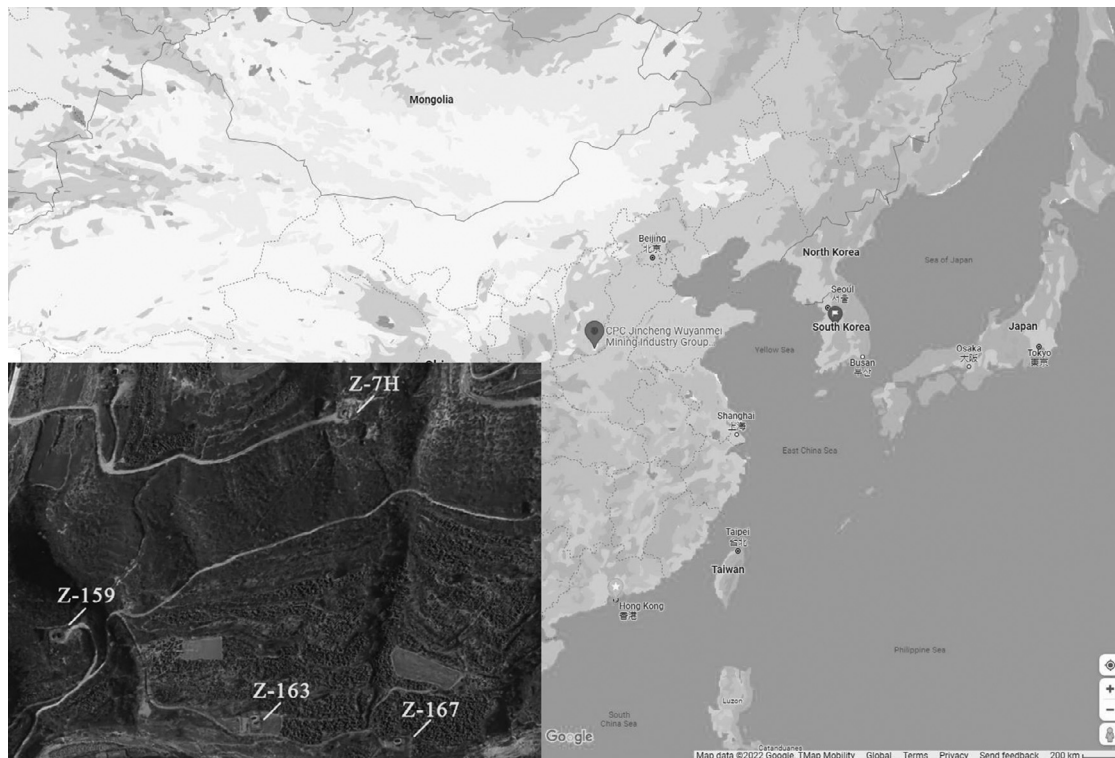 Mongolia
Beijing
北京
North Korea
Sea of Japan
Seoul
서울
South Korea
Japan
CPC Jincheng Wuyanmei
Mining Industry Group.
Tokyo
東京
Osaka
大阪
Yellow Sea
Busan
부산
Z-7H
Shanghai
上海
East China Sea
Taipei
臺北
Taiwan
Z-159
Hong Kong
香港
Philippine Sea
Z-163
Z-167
Luzon
South
China Sea
Google
Catanduanes
Map data ©2022 Google, TMap Mobility Global Terms Privacy Send feedback 200 km